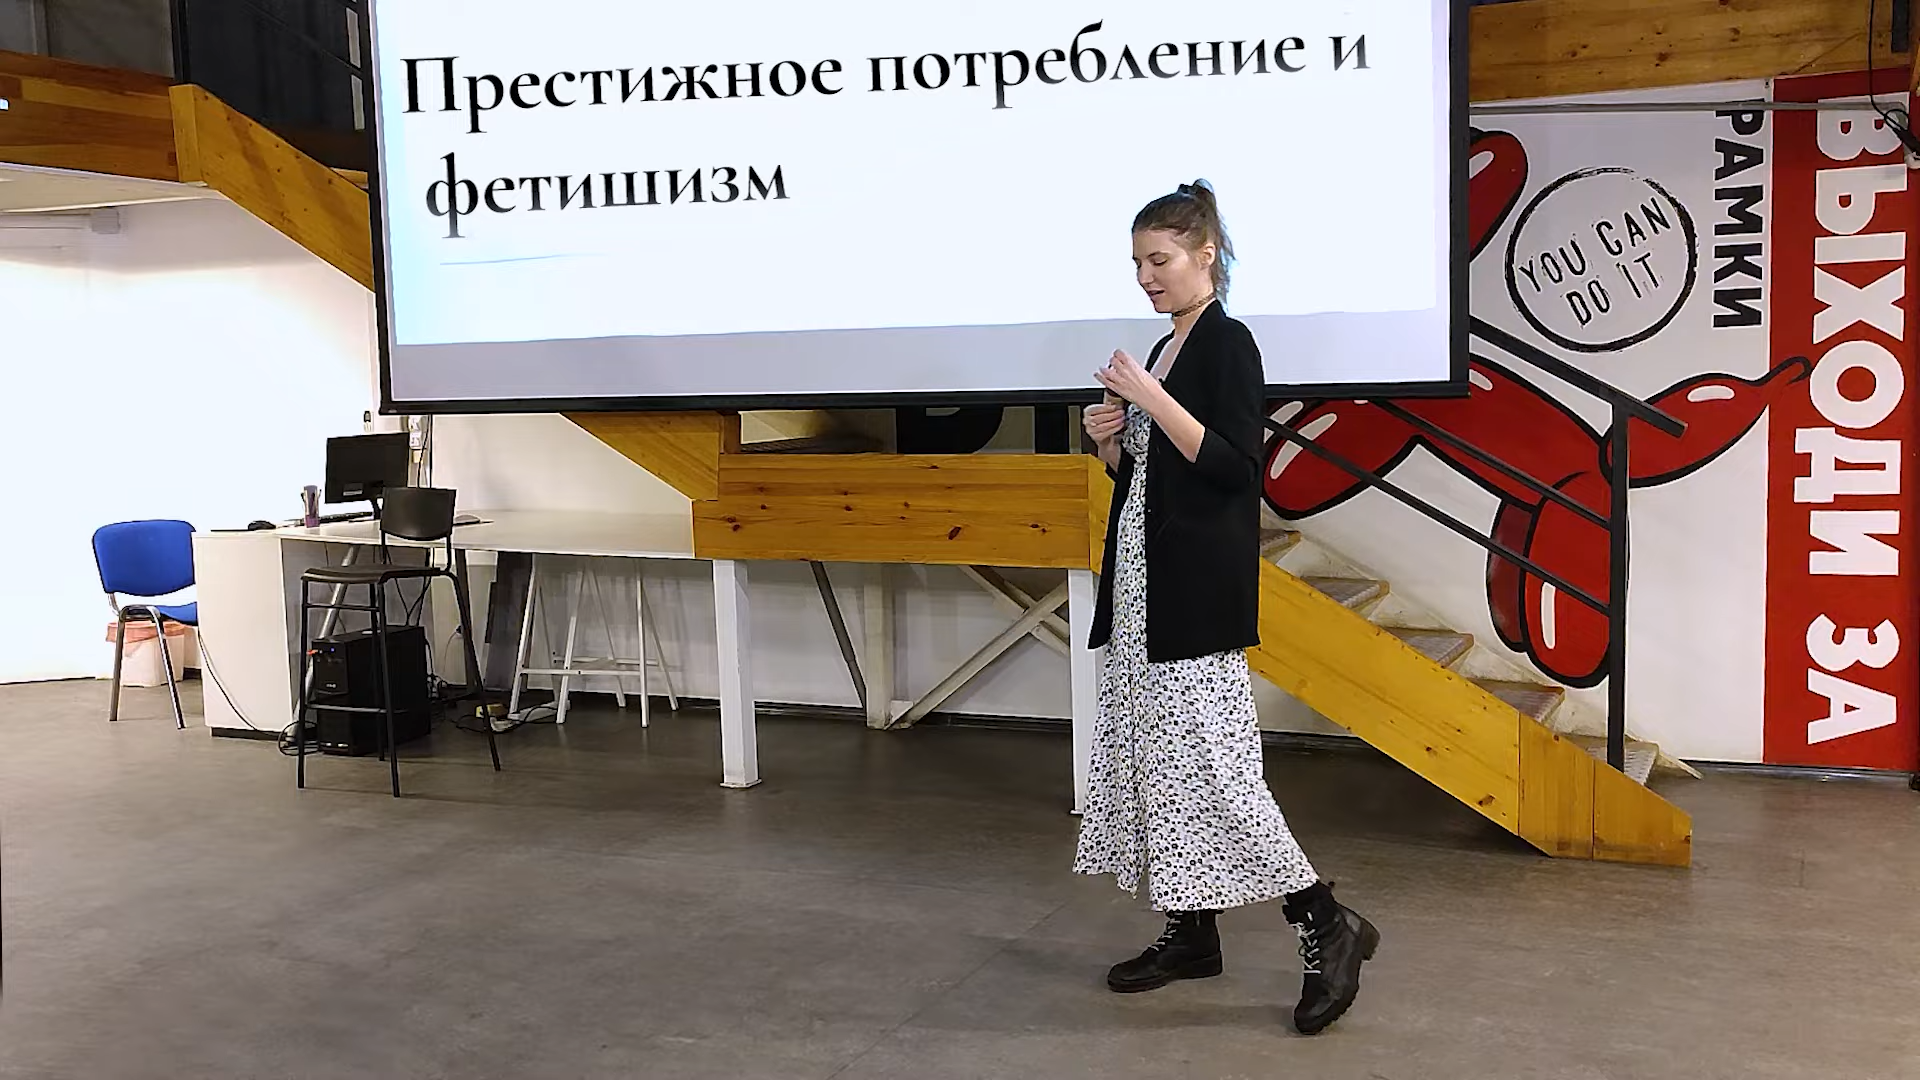 Престижное потребление и
фетишизм
YOU CAN
DO IT
РАМКИ
ВЫХОДИ ЗА